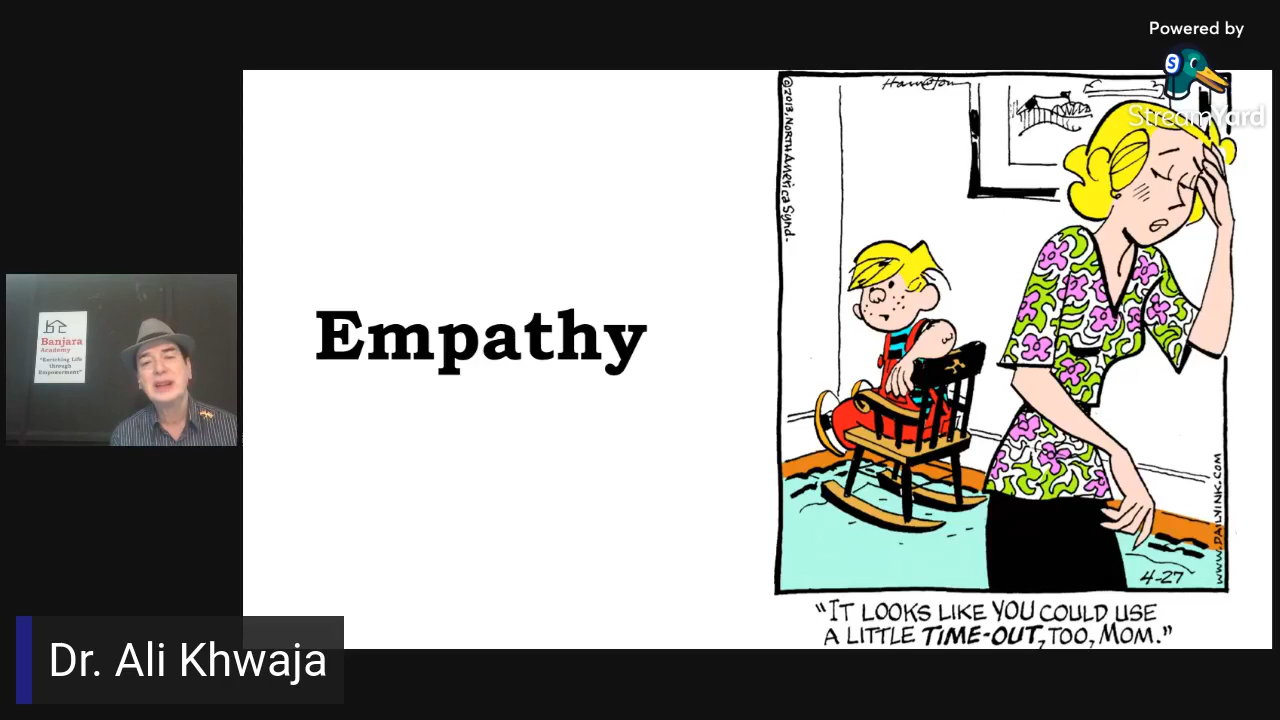 Powered by
StreamYard
©2013, North America Synd.
Hamilton
Empathy
Banjara
Academy
"Enriching Life
through
Empowerment"
WWW.DAILYINK.COM
4-27
"IT LOOKS LIKE YOU COULD USE
A LITTLE TIME-OUT, TOO, MOM."
Dr. Ali Khwaja